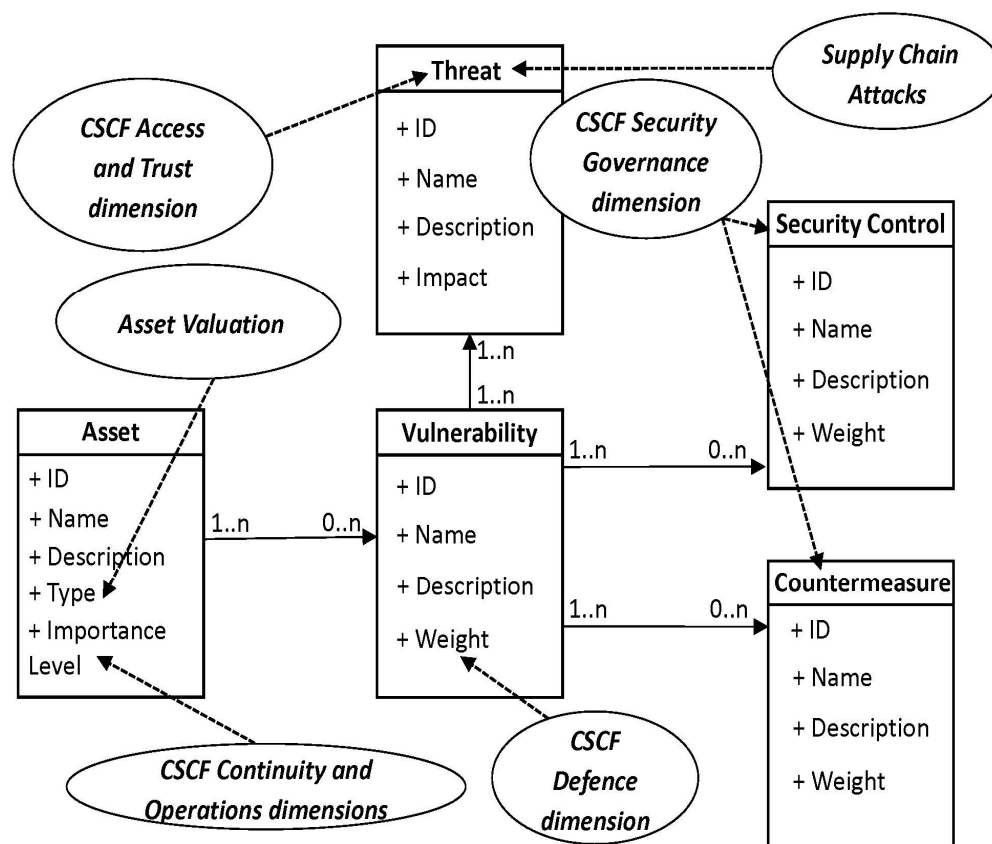 Threat
+ ID
+ Name
+ Description
+ Impact
Supply Chain
Attacks
CSCF Access
and Trust
dimension
CSCF Security
Governance
dimension
Security Control
+ ID
+ Name
+ Description
+ Weight
Asset Valuation
1..n
1..n
Asset
+ ID
+ Name
+ Description
+ Type
+ Importance
Level
1..n
0..n
Vulnerability
+ ID
+ Name
+ Description
+ Weight
1..n
0..n
1..n
0..n
Countermeasure
+ ID
+ Name
+ Description
+ Weight
CSCF Continuity and
Operations dimensions
CSCF
Defence
dimension